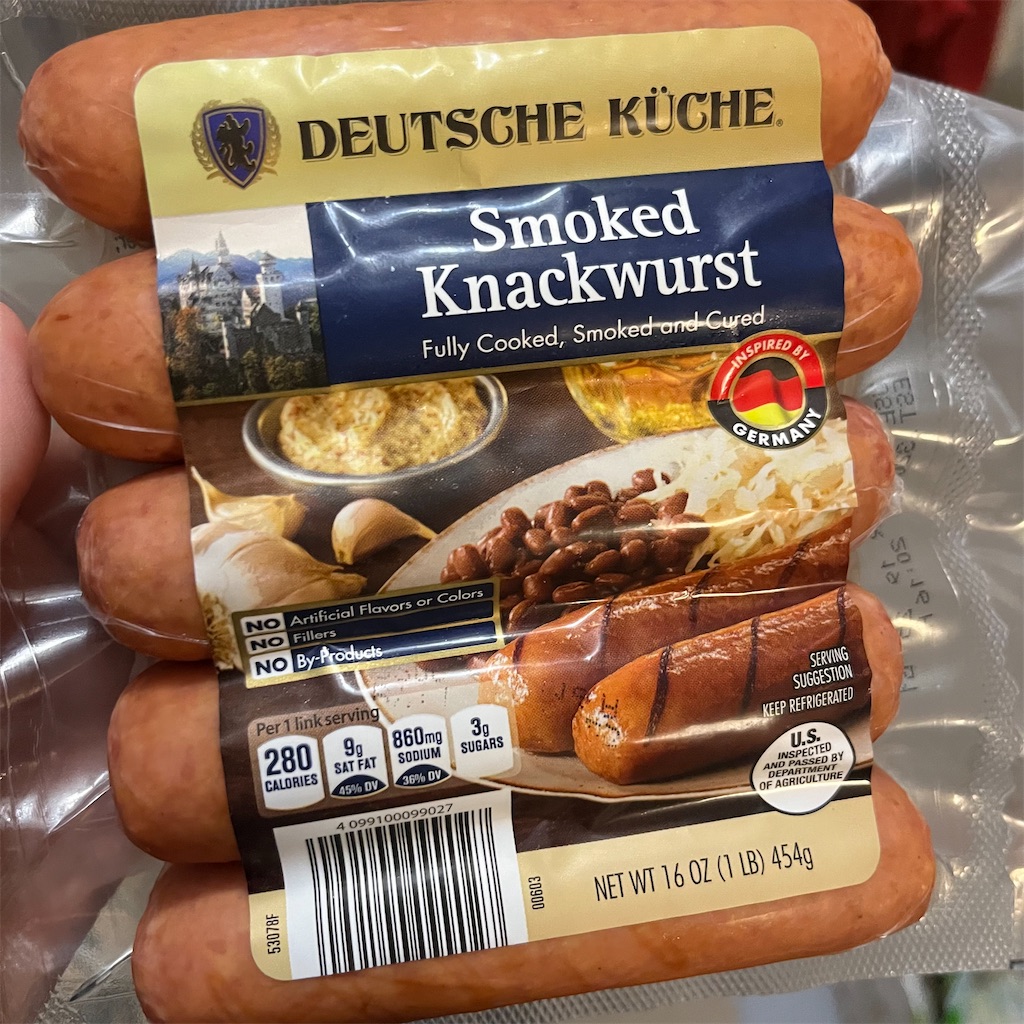 DEUTSCHE KÜCHE®
Smoked
Knackwurst
Fully Cooked, Smoked and Cured
INSPIRED BY
GERMANY
NO Artificial Flavors or Colors
NO Fillers
NO By-Products
SERVING
SUGGESTION
KEEP REFRIGERATED
Per 1 link serving
280
CALORIES
9g
SAT FAT
45% DV
860mg
SODIUM
36% DV
3g
SUGARS
U.S.
INSPECTED
AND PASSED BY
DEPARTMENT
OF AGRICULTURE
4 099100099027
53078F
00603
NET WT 16 OZ (1 LB) 454g